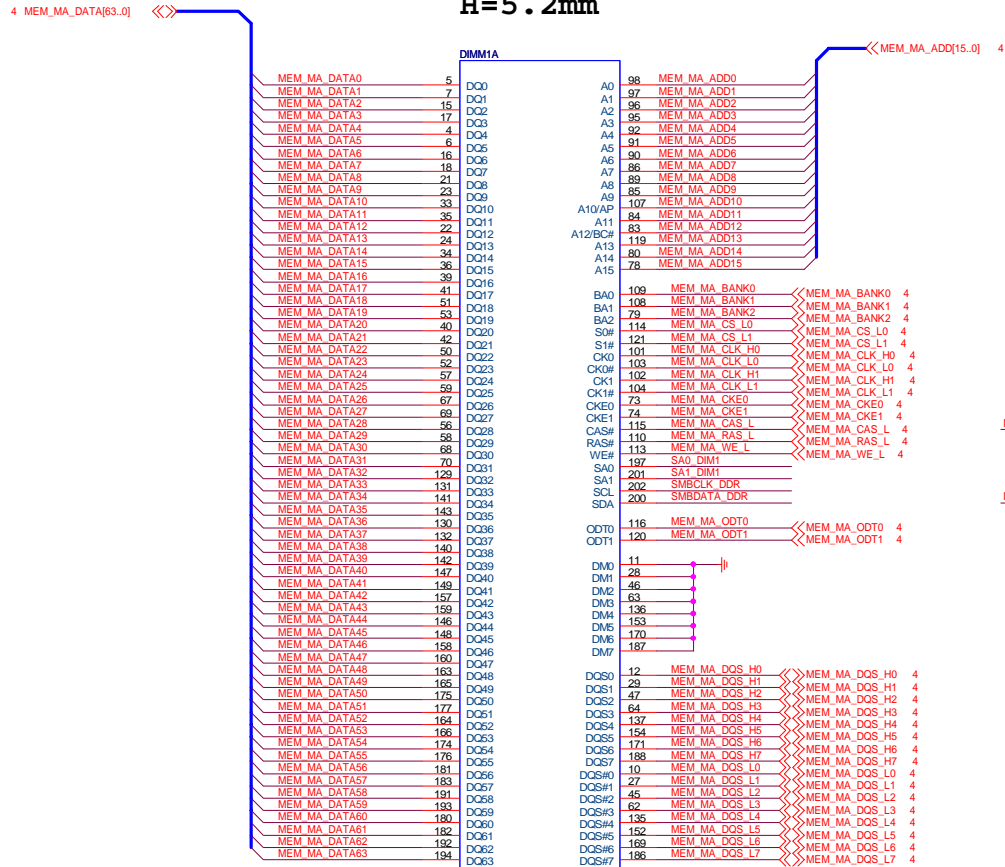 H=5.2mm
4 MEM_MA_DATA[63..0]
DIMM1A
MEM_MA_DATA0 5 DQ0
MEM_MA_DATA1 7 DQ1
MEM_MA_DATA2 15 DQ2
MEM_MA_DATA3 17 DQ3
MEM_MA_DATA4 4 DQ4
MEM_MA_DATA5 6 DQ5
MEM_MA_DATA6 16 DQ6
MEM_MA_DATA7 18 DQ7
MEM_MA_DATA8 21 DQ8
MEM_MA_DATA9 23 DQ9
MEM_MA_DATA10 33 DQ10
MEM_MA_DATA11 35 DQ11
MEM_MA_DATA12 22 DQ12
MEM_MA_DATA13 24 DQ13
MEM_MA_DATA14 34 DQ14
MEM_MA_DATA15 36 DQ15
MEM_MA_DATA16 39 DQ16
MEM_MA_DATA17 41 DQ17
MEM_MA_DATA18 51 DQ18
MEM_MA_DATA19 53 DQ19
MEM_MA_DATA20 40 DQ20
MEM_MA_DATA21 42 DQ21
MEM_MA_DATA22 50 DQ22
MEM_MA_DATA23 52 DQ23
MEM_MA_DATA24 57 DQ24
MEM_MA_DATA25 59 DQ25
MEM_MA_DATA26 67 DQ26
MEM_MA_DATA27 69 DQ27
MEM_MA_DATA28 56 DQ28
MEM_MA_DATA29 58 DQ29
MEM_MA_DATA30 68 DQ30
MEM_MA_DATA31 70 DQ31
MEM_MA_DATA32 129 DQ32
MEM_MA_DATA33 131 DQ33
MEM_MA_DATA34 141 DQ34
MEM_MA_DATA35 143 DQ35
MEM_MA_DATA36 130 DQ36
MEM_MA_DATA37 132 DQ37
MEM_MA_DATA38 140 DQ38
MEM_MA_DATA39 142 DQ39
MEM_MA_DATA40 147 DQ40
MEM_MA_DATA41 149 DQ41
MEM_MA_DATA42 157 DQ42
MEM_MA_DATA43 159 DQ43
MEM_MA_DATA44 146 DQ44
MEM_MA_DATA45 148 DQ45
MEM_MA_DATA46 158 DQ46
MEM_MA_DATA47 160 DQ47
MEM_MA_DATA48 163 DQ48
MEM_MA_DATA49 165 DQ49
MEM_MA_DATA50 175 DQ50
MEM_MA_DATA51 177 DQ51
MEM_MA_DATA52 164 DQ52
MEM_MA_DATA53 166 DQ53
MEM_MA_DATA54 174 DQ54
MEM_MA_DATA55 176 DQ55
MEM_MA_DATA56 181 DQ56
MEM_MA_DATA57 183 DQ57
MEM_MA_DATA58 191 DQ58
MEM_MA_DATA59 193 DQ59
MEM_MA_DATA60 180 DQ60
MEM_MA_DATA61 182 DQ61
MEM_MA_DATA62 192 DQ62
MEM_MA_DATA63 194 DQ63
MEM_MA_ADD[15..0] 4
A0 98 MEM_MA_ADD0
A1 97 MEM_MA_ADD1
A2 96 MEM_MA_ADD2
A3 95 MEM_MA_ADD3
A4 92 MEM_MA_ADD4
A5 91 MEM_MA_ADD5
A6 90 MEM_MA_ADD6
A7 86 MEM_MA_ADD7
A8 89 MEM_MA_ADD8
A9 85 MEM_MA_ADD9
A10/AP 107 MEM_MA_ADD10
A11 84 MEM_MA_ADD11
A12/BC# 83 MEM_MA_ADD12
A13 119 MEM_MA_ADD13
A14 80 MEM_MA_ADD14
A15 78 MEM_MA_ADD15
BA0 109 MEM_MA_BANK0 MEM_MA_BANK0 4
BA1 108 MEM_MA_BANK1 MEM_MA_BANK1 4
BA2 79 MEM_MA_BANK2 MEM_MA_BANK2 4
S0# 114 MEM_MA_CS_L0 MEM_MA_CS_L0 4
S1# 121 MEM_MA_CS_L1 MEM_MA_CS_L1 4
CK0 101 MEM_MA_CLK_H0 MEM_MA_CLK_H0 4
CK0# 103 MEM_MA_CLK_L0 MEM_MA_CLK_L0 4
CK1 102 MEM_MA_CLK_H1 MEM_MA_CLK_H1 4
CK1# 104 MEM_MA_CLK_L1 MEM_MA_CLK_L1 4
CKE0 73 MEM_MA_CKE0 MEM_MA_CKE0 4
CKE1 74 MEM_MA_CKE1 MEM_MA_CKE1 4
CAS# 115 MEM_MA_CAS_L MEM_MA_CAS_L 4
RAS# 110 MEM_MA_RAS_L MEM_MA_RAS_L 4
WE# 113 MEM_MA_WE_L MEM_MA_WE_L 4
SA0 197 SA0_DIM1
SA1 201 SA1_DIM1
SCL 202 SMBCLK_DDR
SDA 200 SMBDATA_DDR
ODT0 116 MEM_MA_ODT0 MEM_MA_ODT0 4
ODT1 120 MEM_MA_ODT1 MEM_MA_ODT1 4
DM0 11
DM1 28
DM2 46
DM3 63
DM4 136
DM5 153
DM6 170
DM7 187
DQS0 12 MEM_MA_DQS_H0 MEM_MA_DQS_H0 4
DQS1 29 MEM_MA_DQS_H1 MEM_MA_DQS_H1 4
DQS2 47 MEM_MA_DQS_H2 MEM_MA_DQS_H2 4
DQS3 64 MEM_MA_DQS_H3 MEM_MA_DQS_H3 4
DQS4 137 MEM_MA_DQS_H4 MEM_MA_DQS_H4 4
DQS5 154 MEM_MA_DQS_H5 MEM_MA_DQS_H5 4
DQS6 171 MEM_MA_DQS_H6 MEM_MA_DQS_H6 4
DQS7 188 MEM_MA_DQS_H7 MEM_MA_DQS_H7 4
DQS#0 10 MEM_MA_DQS_L0 MEM_MA_DQS_L0 4
DQS#1 27 MEM_MA_DQS_L1 MEM_MA_DQS_L1 4
DQS#2 45 MEM_MA_DQS_L2 MEM_MA_DQS_L2 4
DQS#3 62 MEM_MA_DQS_L3 MEM_MA_DQS_L3 4
DQS#4 135 MEM_MA_DQS_L4 MEM_MA_DQS_L4 4
DQS#5 152 MEM_MA_DQS_L5 MEM_MA_DQS_L5 4
DQS#6 169 MEM_MA_DQS_L6 MEM_MA_DQS_L6 4
DQS#7 186 MEM_MA_DQS_L7 MEM_MA_DQS_L7 4